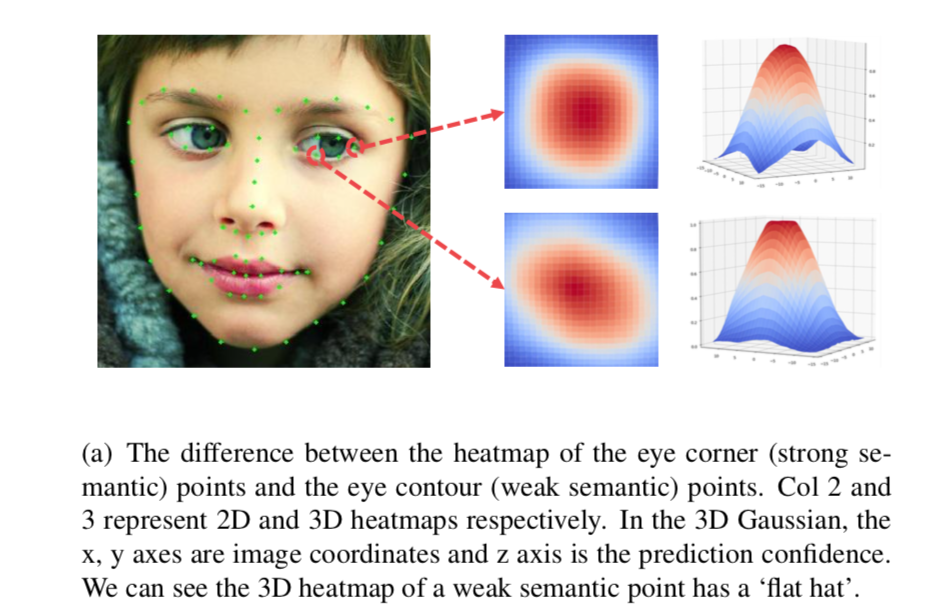 (a) The difference between the heatmap of the eye corner (strong se-
mantic) points and the eye contour (weak semantic) points. Col 2 and
3 represent 2D and 3D heatmaps respectively. In the 3D Gaussian, the
x, y axes are image coordinates and z axis is the prediction confidence.
We can see the 3D heatmap of a weak semantic point has a ‘flat hat’.